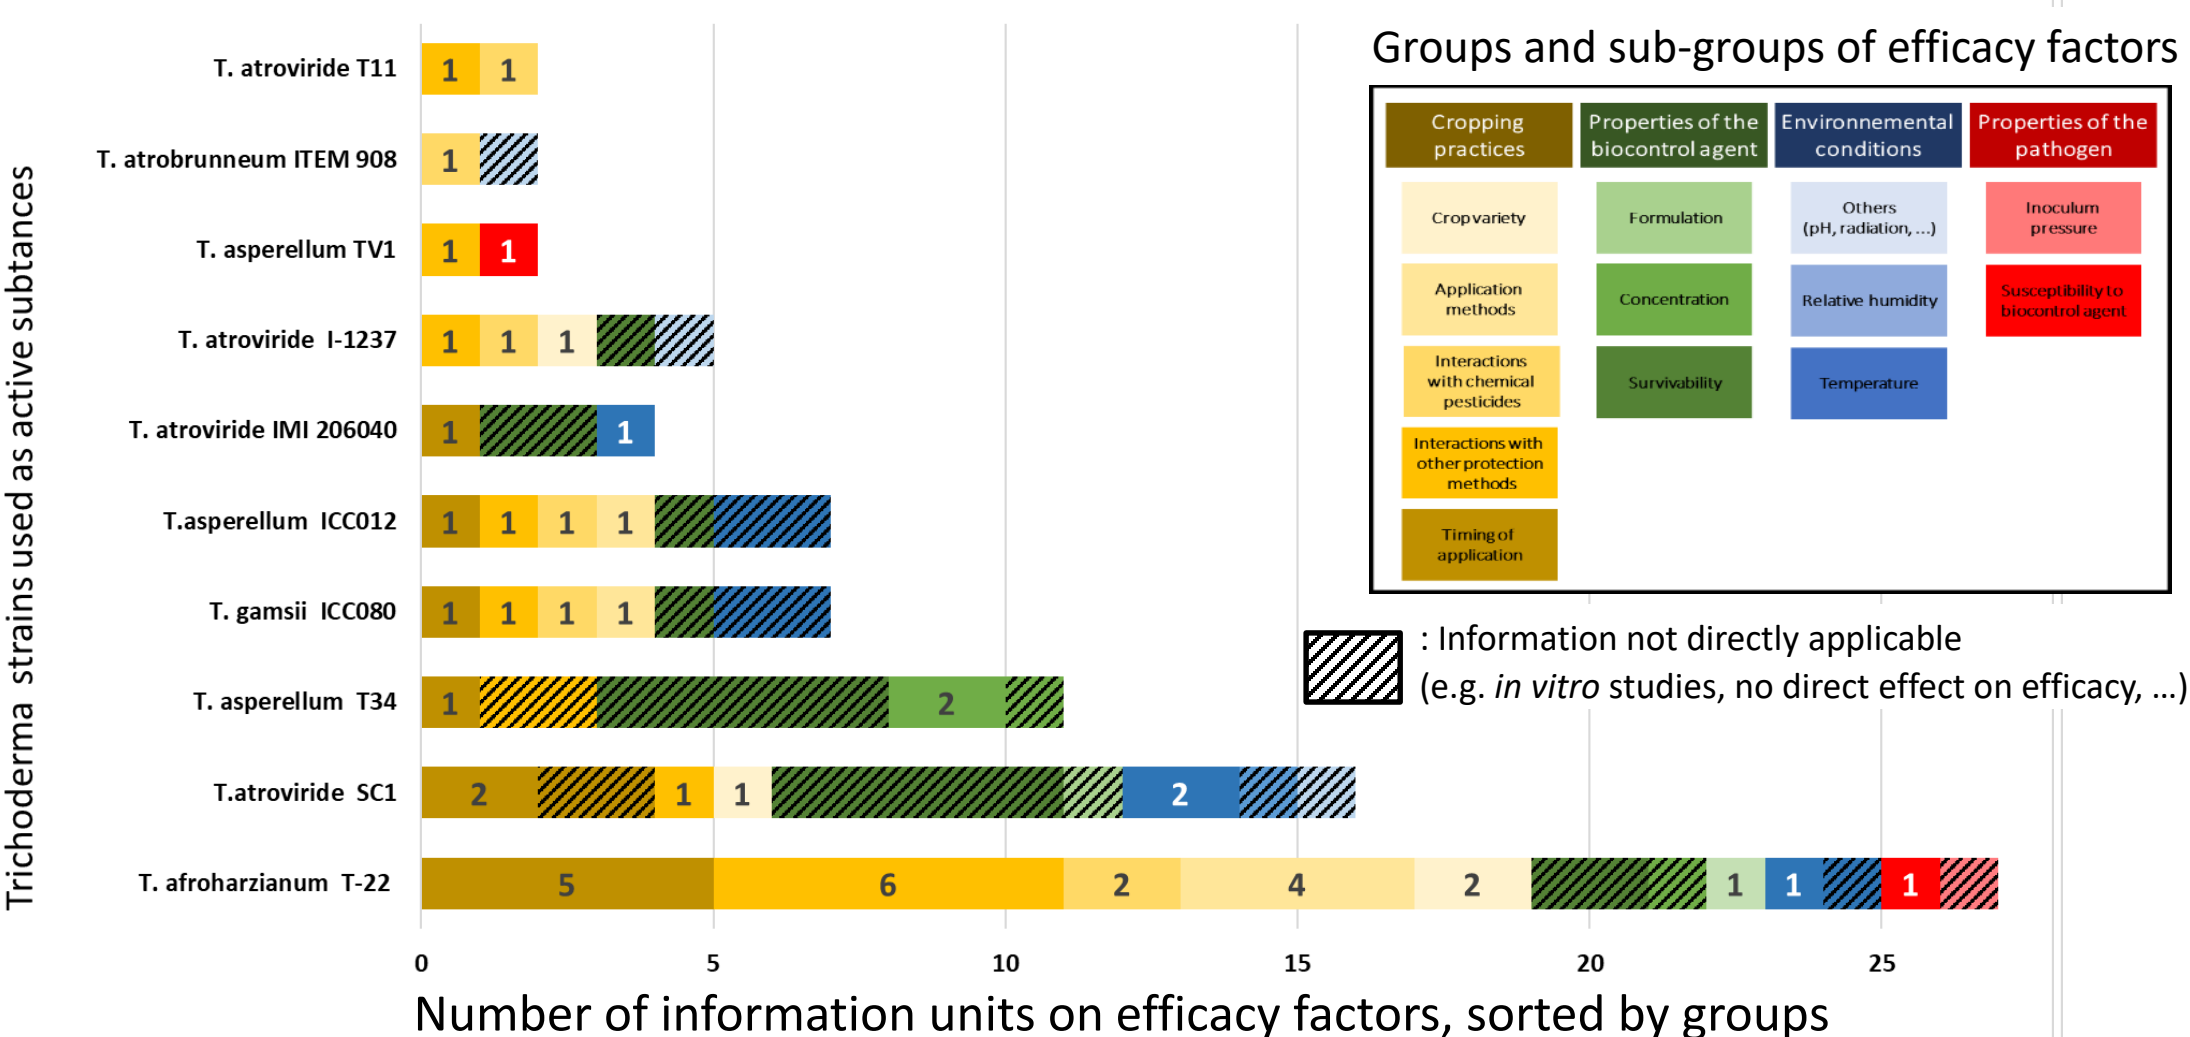 Groups and sub-groups of efficacy factors
Cropping
practices
Properties of the
biocontrol agent
Environnemental
conditions
Properties of the
pathogen
Crop variety
Formulation
Others
(pH, radiation, ...)
Inoculum
pressure
Application
methods
Concentration
Relative humidity
Susceptibility to
biocontrol agent
Interactions
with chemical
pesticides
Survivability
Temperature
Interactions with
other protection
methods
Timing of
application
: Information not directly applicable
(e.g. in vitro studies, no direct effect on efficacy, ...)
Trichoderma strains used as active subtances
T. atroviride T11
1 1
T. atrobrunneum ITEM 908
1
T. asperellum TV1
1 1
T. atroviride I-1237
1 1 1
T. atroviride IMI 206040
1 1
T.asperellum ICC012
1 1 1 1
T. gamsii ICC080
1 1 1 1
T. asperellum T34
1 2
T.atroviride SC1
2 1 1 2
T. afroharzianum T-22
5 6 2 4 2 1 1 1
0 5 10 15 20 25
Number of information units on efficacy factors, sorted by groups